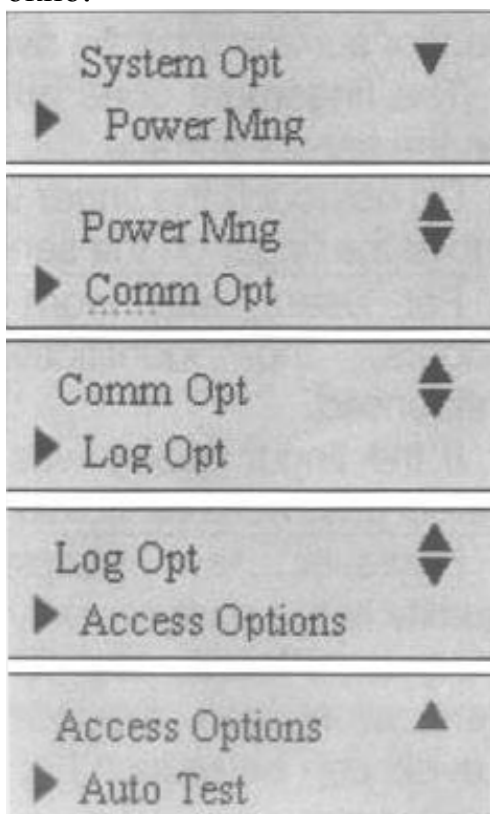 System Opt ▼
▶ Power Mng
Power Mng
▶ Comm Opt
Comm Opt
▶ Log Opt
Log Opt
▶ Access Options
Access Options ▲
▶ Auto Test